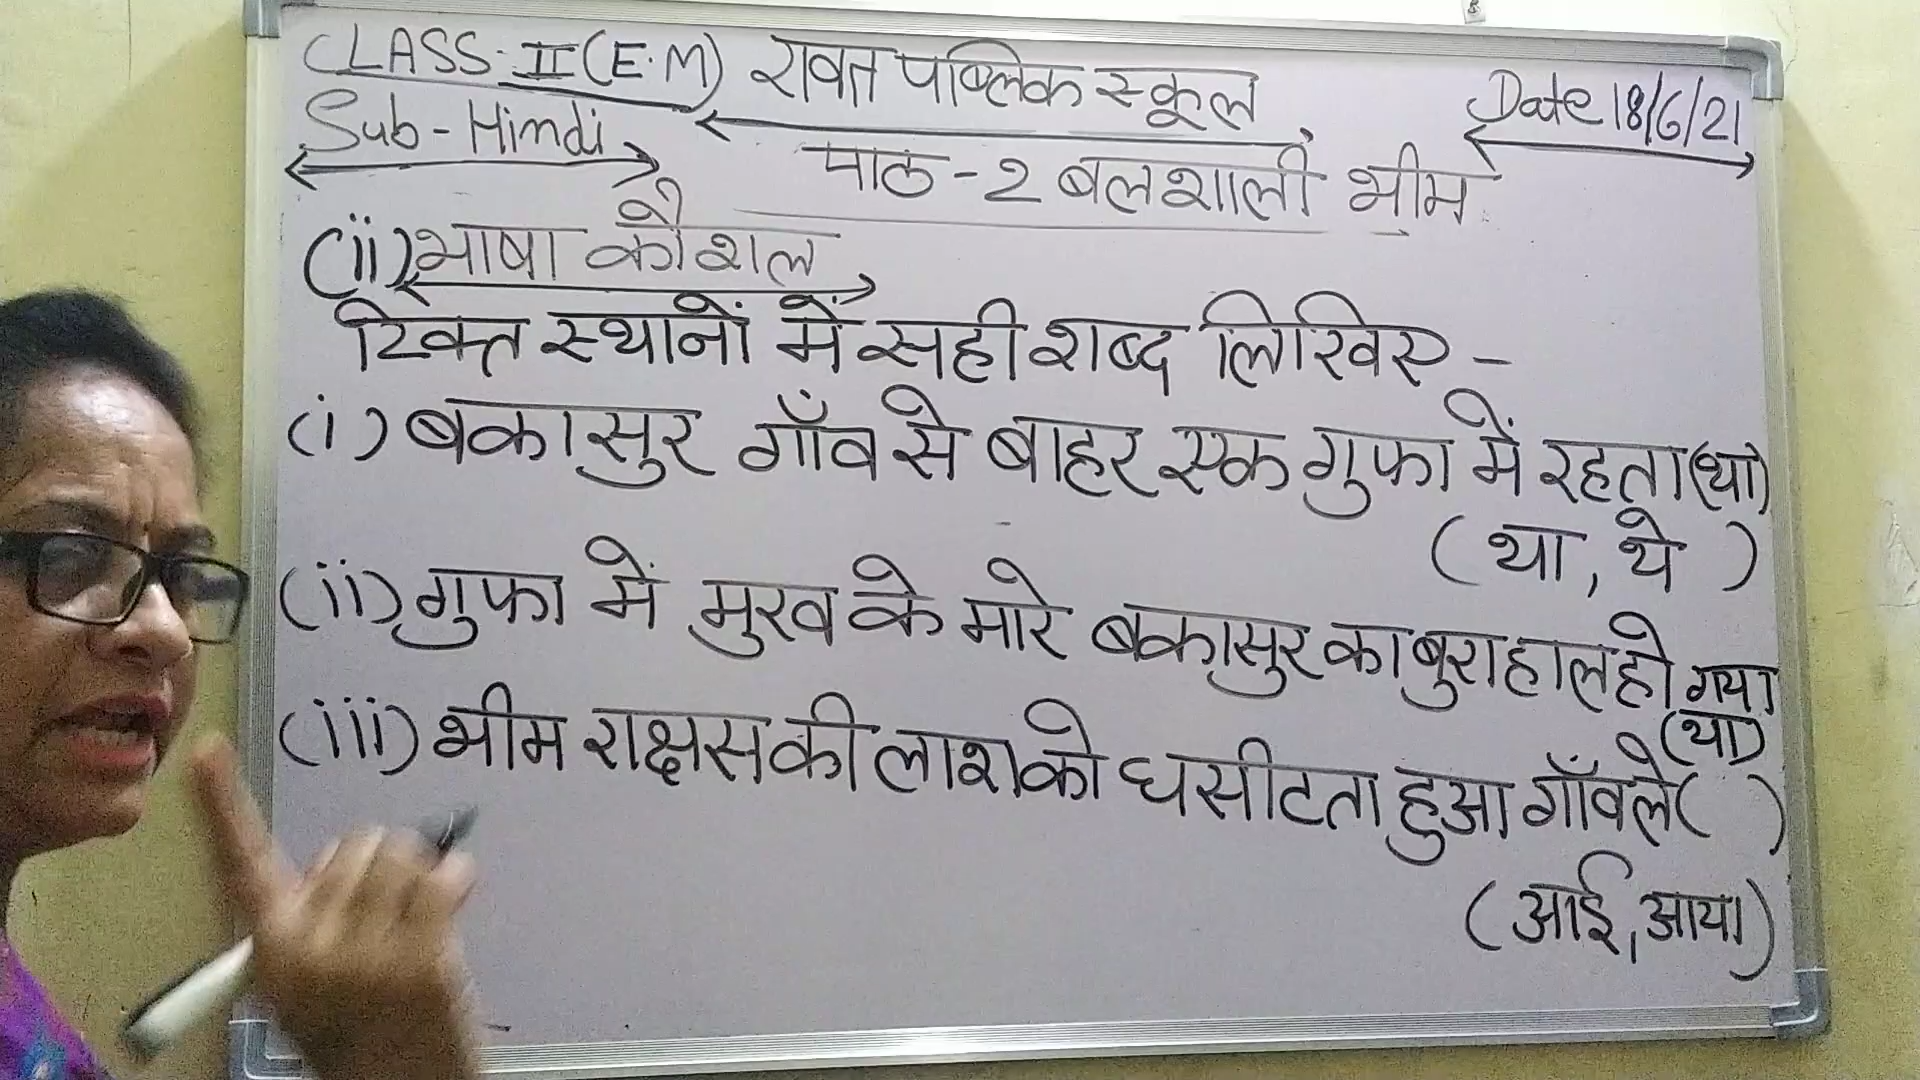 CLASS-II(E.M) रावत पब्लिक स्कूल Date 18/6/21
Sub-Hindi
पाठ-2 बलशाली भीम
(ii) भाषा कौशल
रिक्त स्थानों में सही शब्द लिखिए-
(i) बकासुर गाँव से बाहर एक गुफा में रहता(था)
(था, थे)
(ii) गुफा में मुख के मारे बकासुर का बुरा हाल हो गया
(था)
(iii) भीम राक्षस की लाश को घसीटता हुआ गाँव ले( )
(आई, आया)